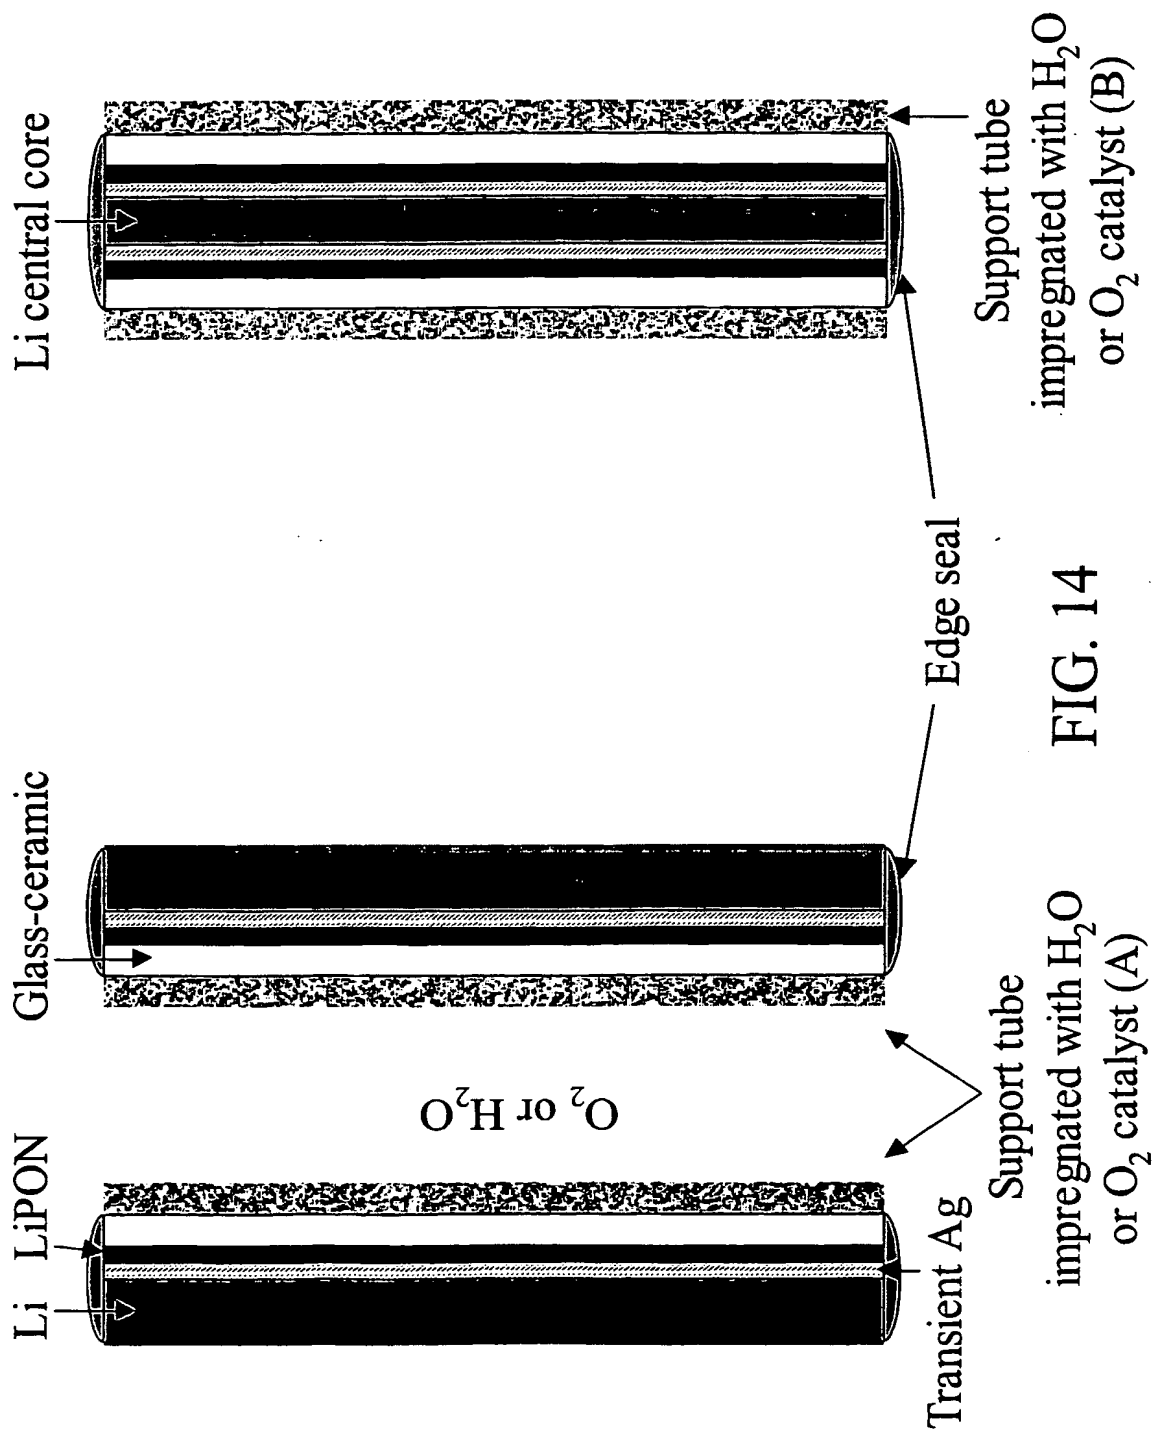 Li
LiPON
Glass-ceramic
Li central core
O₂ or H₂O
Transient Ag
Support tube
impregnated with H₂O
or O₂ catalyst (A)
Edge seal
Support tube
impregnated with H₂O
or O₂ catalyst (B)
FIG. 14